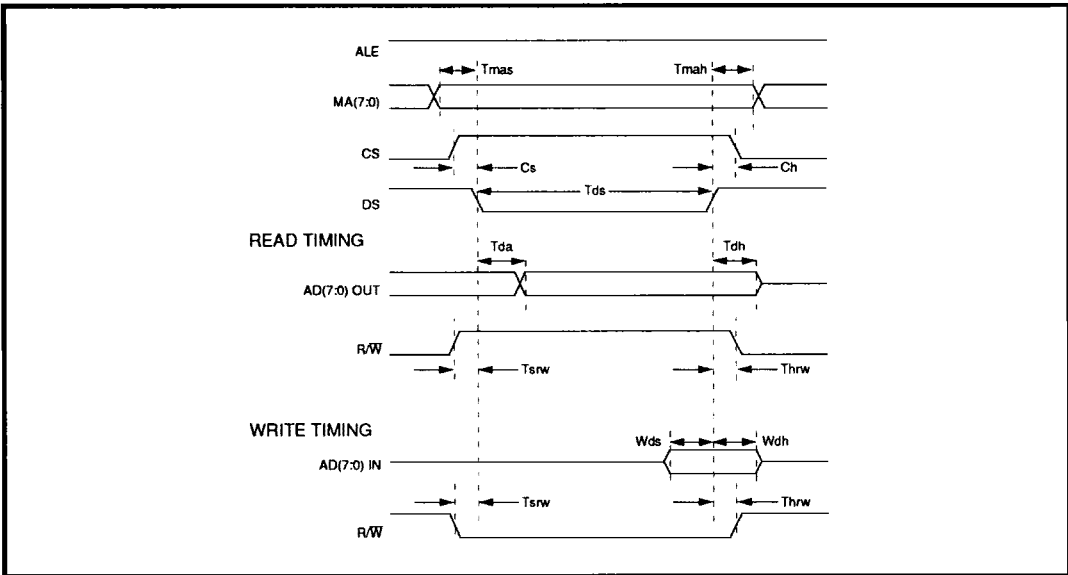 ALE
Tmas Tmah
MA(7:0)
CS
Cs Ch
Tds
DS
READ TIMING
Tda Tdh
AD(7:0) OUT
R/W̅
Tsrw Thrw
WRITE TIMING
Wds Wdh
AD(7:0) IN
Tsrw Thrw
R/W̅